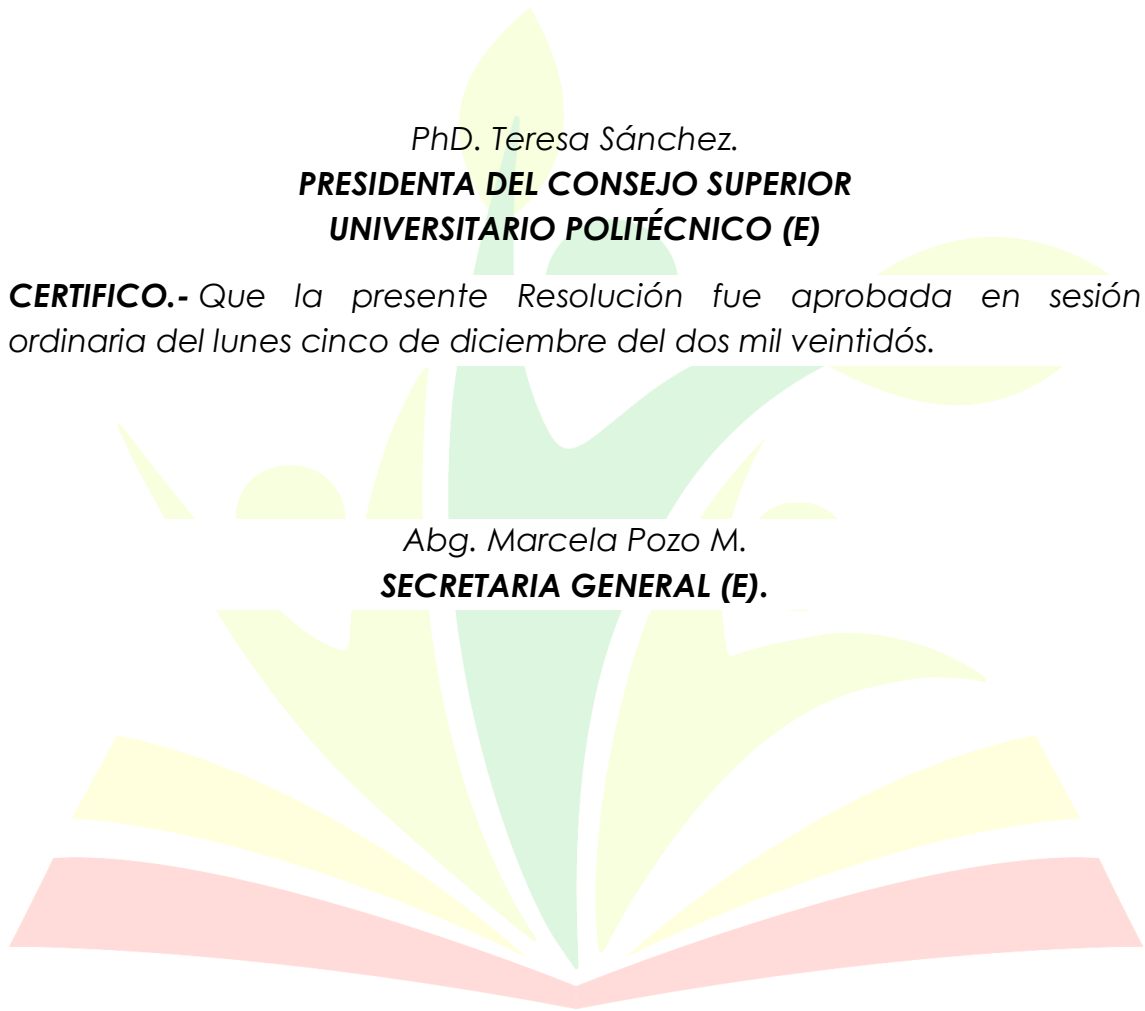 PhD. Teresa Sánchez.
PRESIDENTA DEL CONSEJO SUPERIOR
UNIVERSITARIO POLITÉCNICO (E)
CERTIFICO.- Que la presente Resolución fue aprobada en sesión
ordinaria del lunes cinco de diciembre del dos mil veintidós.
Abg. Marcela Pozo M.
SECRETARIA GENERAL (E).